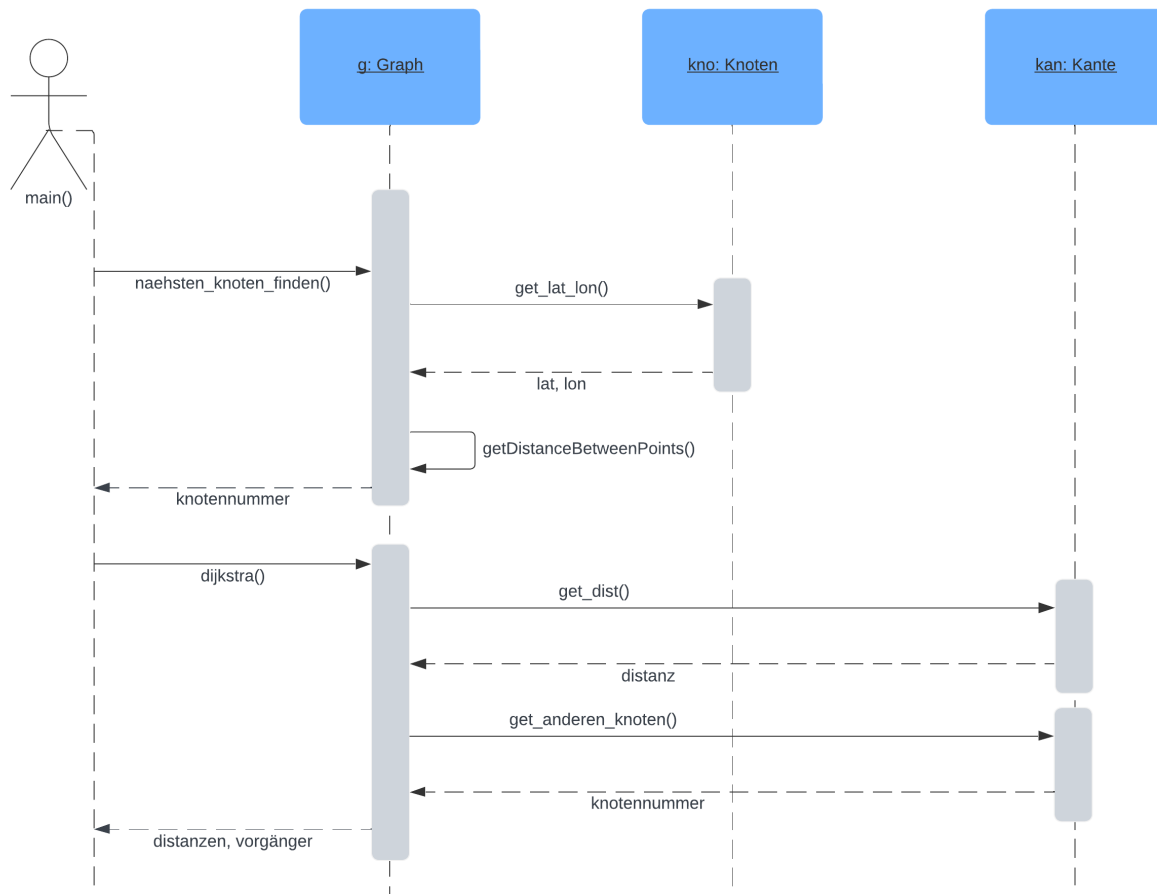 g: Graph
kno: Knoten
kan: Kante
main()
naehsten_knoten_finden()
get_lat_lon()
lat, lon
getDistanceBetweenPoints()
knotennummer
dijkstra()
get_dist()
distanz
get_anderen_knoten()
knotennummer
distanzen, vorgänger